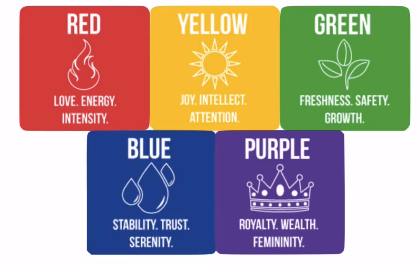 RED
LOVE. ENERGY.
INTENSITY.
YELLOW
JOY. INTELLECT.
ATTENTION.
GREEN
FRESHNESS. SAFETY.
GROWTH.
BLUE
STABILITY. TRUST.
SERENITY.
PURPLE
ROYALTY. WEALTH.
FEMININITY.